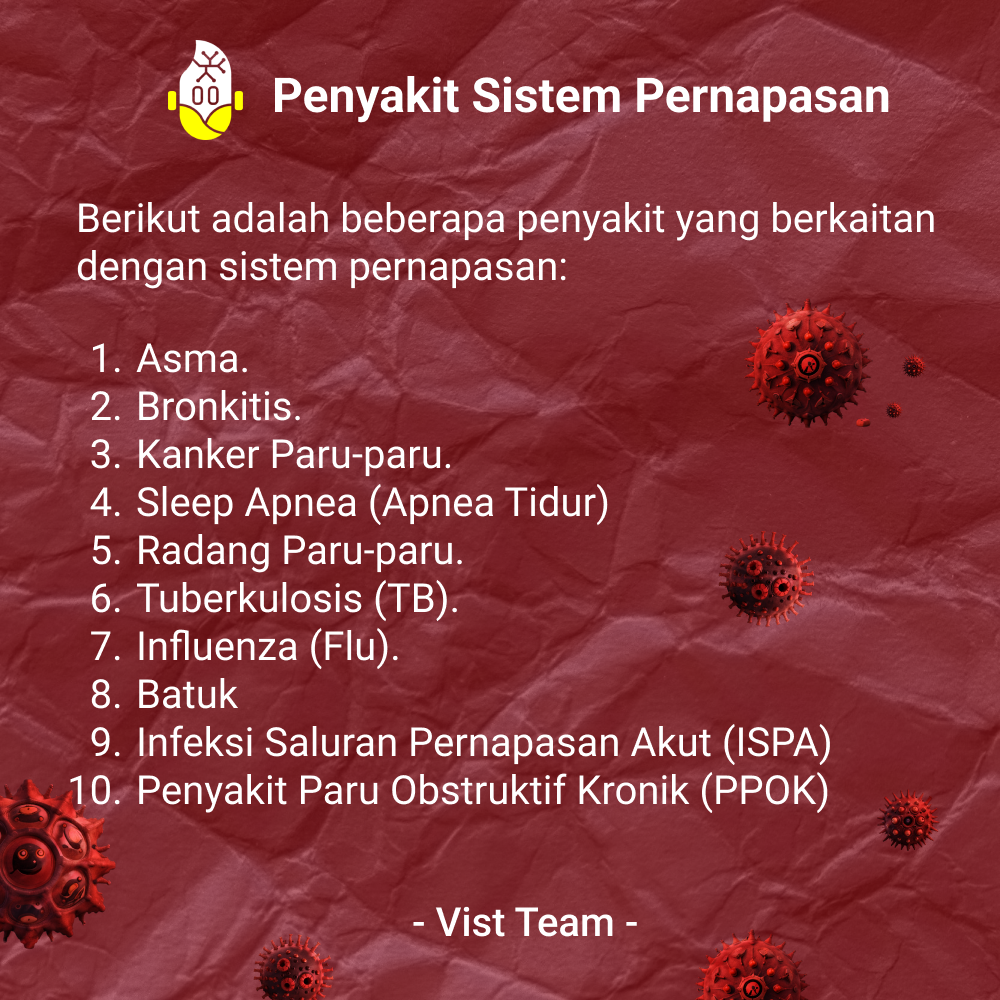 Penyakit Sistem Pernapasan
Berikut adalah beberapa penyakit yang berkaitan
dengan sistem pernapasan:
1. Asma.
2. Bronkitis.
3. Kanker Paru-paru.
4. Sleep Apnea (Apnea Tidur)
5. Radang Paru-paru.
6. Tuberkulosis (TB).
7. Influenza (Flu).
8. Batuk
9. Infeksi Saluran Pernapasan Akut (ISPA)
10. Penyakit Paru Obstruktif Kronik (PPOK)
- Vist Team -